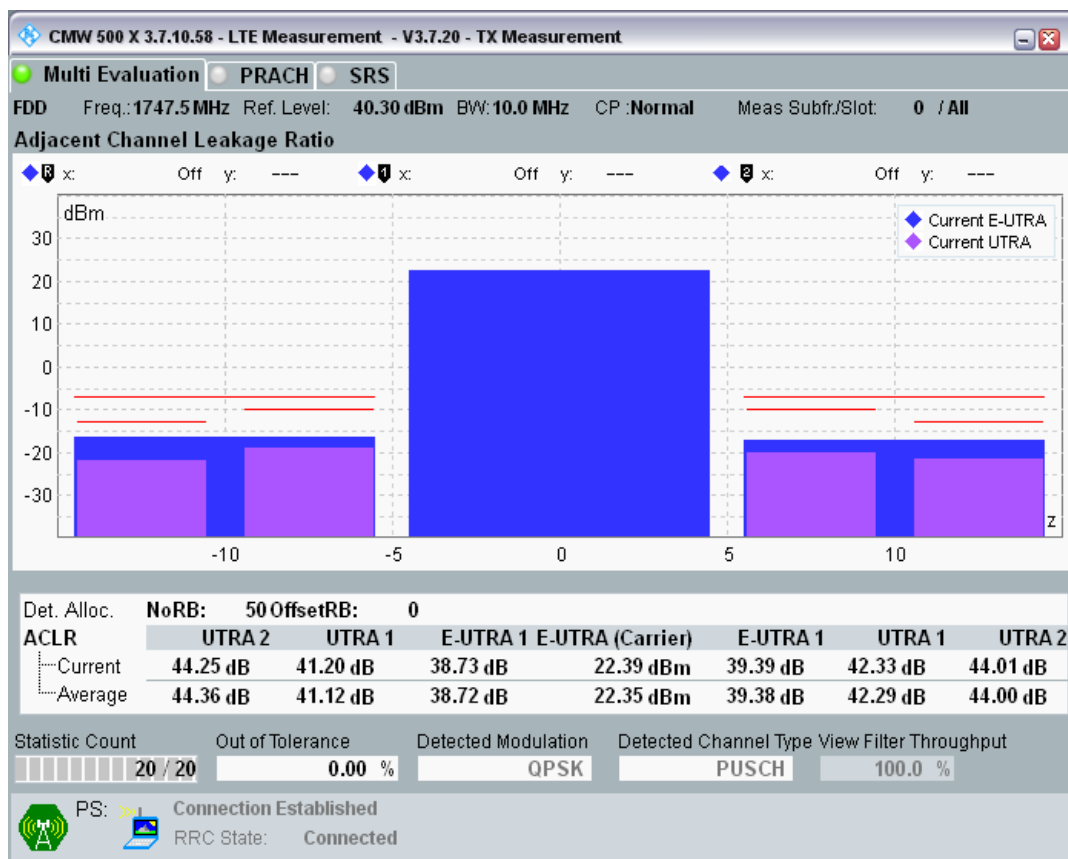 CMW 500 X 3.7.10.58 - LTE Measurement - V3.7.20 - TX Measurement
Multi Evaluation PRACH SRS
FDD Freq.: 1747.5 MHz Ref. Level: 40.30 dBm BW: 10.0 MHz CP : Normal Meas Subfr./Slot: 0 / All
Adjacent Channel Leakage Ratio
R x: Off y: --- 1 x: Off y: --- 2 x: Off y: ---
dBm
Current E-UTRA
Current UTRA
30
20
10
0
-10
-20
-30
z
-10 -5 0 5 10
Det. Alloc. NoRB: 50 OffsetRB: 0
ACLR UTRA 2 UTRA 1 E-UTRA 1 E-UTRA (Carrier) E-UTRA 1 UTRA 1 UTRA 2
Current 44.25 dB 41.20 dB 38.73 dB 22.39 dBm 39.39 dB 42.33 dB 44.01 dB
Average 44.36 dB 41.12 dB 38.72 dB 22.35 dBm 39.38 dB 42.29 dB 44.00 dB
Statistic Count Out of Tolerance Detected Modulation Detected Channel Type View Filter Throughput
20 / 20 0.00 % QPSK PUSCH 100.0 %
PS: Connection Established
RRC State: Connected